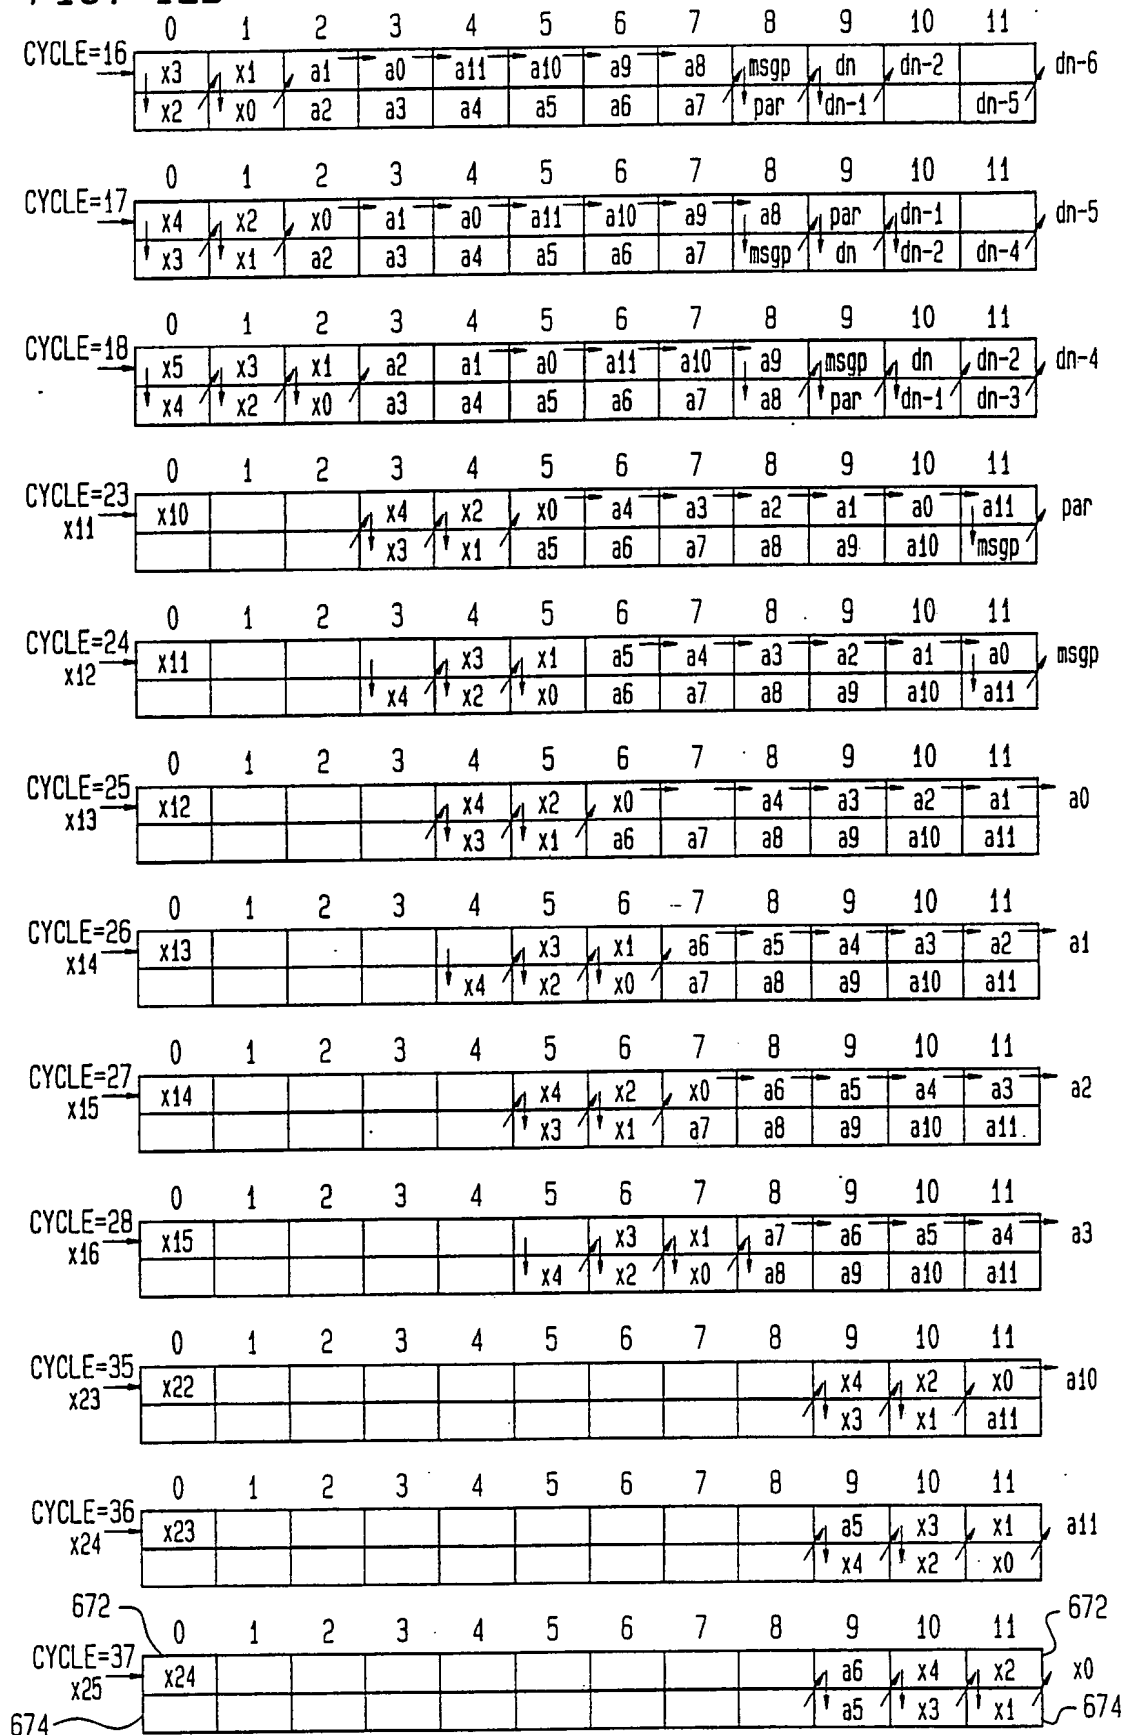 0 1 2 3 4 5 6 7 8 9 10 11
CYCLE=16 x3 x1 a1 a0 a11 a10 a9 a8 msgp dn dn-2 dn-6
x2 x0 a2 a3 a4 a5 a6 a7 par dn-1 dn-5
0 1 2 3 4 5 6 7 8 9 10 11
CYCLE=17 x4 x2 x0 a1 a0 a11 a10 a9 a8 par dn-1 dn-5
x3 x1 a2 a3 a4 a5 a6 a7 msgp dn dn-2 dn-4
0 1 2 3 4 5 6 7 8 9 10 11
CYCLE=18 x5 x3 x1 a2 a1 a0 a11 a10 a9 msgp dn dn-2 dn-4
x4 x2 x0 a3 a4 a5 a6 a7 a8 par dn-1 dn-3
0 1 2 3 4 5 6 7 8 9 10 11
CYCLE=23 x10 x4 x2 x0 a4 a3 a2 a1 a0 a11 par
x11 x3 x1 a5 a6 a7 a8 a9 a10 msgp
0 1 2 3 4 5 6 7 8 9 10 11
CYCLE=24 x11 x3 x1 a5 a4 a3 a2 a1 a0 msgp
x12 x4 x2 x0 a6 a7 a8 a9 a10 a11
0 1 2 3 4 5 6 7 8 9 10 11
CYCLE=25 x12 x4 x2 x0 a4 a3 a2 a1 a0
x13 x3 x1 a6 a7 a8 a9 a10 a11
0 1 2 3 4 5 6 7 8 9 10 11
CYCLE=26 x13 x3 x1 a6 a5 a4 a3 a2 a1
x14 x4 x2 x0 a7 a8 a9 a10 a11
0 1 2 3 4 5 6 7 8 9 10 11
CYCLE=27 x14 x4 x2 x0 a6 a5 a4 a3 a2
x15 x3 x1 a7 a8 a9 a10 a11
0 1 2 3 4 5 6 7 8 9 10 11
CYCLE=28 x15 x3 x1 a7 a6 a5 a4 a3
x16 x4 x2 x0 a8 a9 a10 a11
0 1 2 3 4 5 6 7 8 9 10 11
CYCLE=35 x22 x4 x2 x0 a10
x23 x3 x1 a11
0 1 2 3 4 5 6 7 8 9 10 11
CYCLE=36 x23 a5 x3 x1 a11
x24 x4 x2 x0
672 672
0 1 2 3 4 5 6 7 8 9 10 11
CYCLE=37 x24 a6 x4 x2 x0
x25 a5 x3 x1
674 674